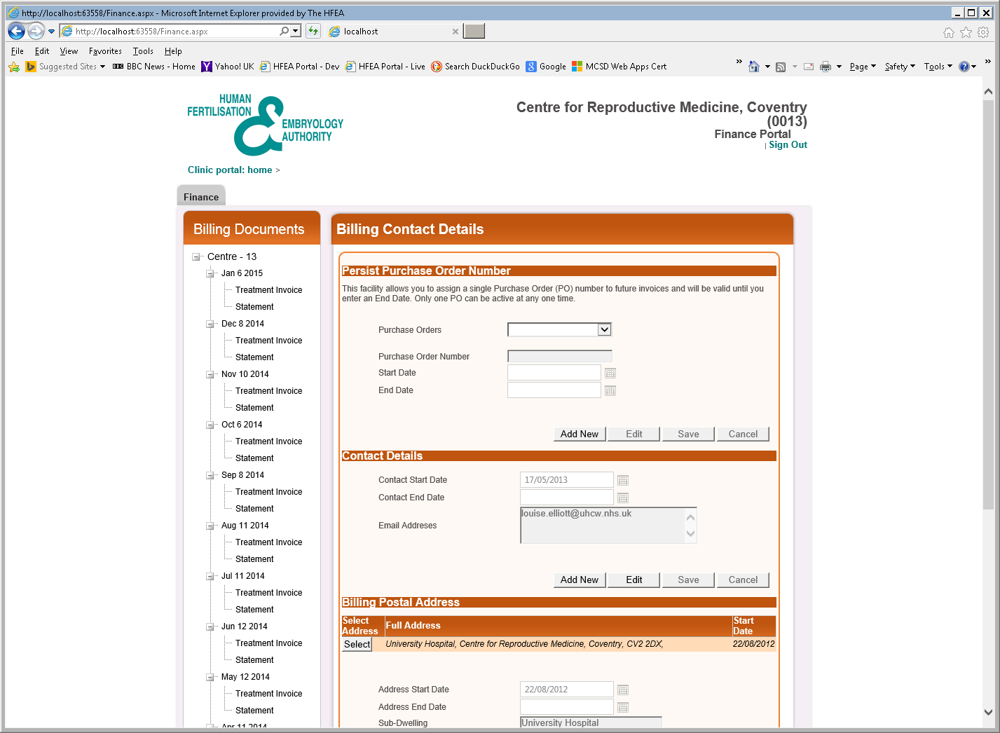 http://localhost:63558/Finance.aspx - Microsoft Internet Explorer provided by The HFEA
http://localhost:63558/Finance.aspx
localhost
File Edit View Favorites Tools Help
Suggested Sites BBC News - Home Yahoo! UK HFEA Portal - Dev HFEA Portal - Live Search DuckDuckGo Google MCSD Web Apps Cert » Page Safety Tools »
HUMAN
FERTILISATION
EMBRYOLOGY
AUTHORITY
Centre for Reproductive Medicine, Coventry
(0013)
Finance Portal
| Sign Out
Clinic portal: home >
Finance
Billing Documents
Centre - 13
Jan 6 2015
Treatment Invoice
Statement
Dec 8 2014
Treatment Invoice
Statement
Nov 10 2014
Treatment Invoice
Statement
Oct 6 2014
Treatment Invoice
Statement
Sep 8 2014
Treatment Invoice
Statement
Aug 11 2014
Treatment Invoice
Statement
Jul 11 2014
Treatment Invoice
Statement
Jun 12 2014
Treatment Invoice
Statement
May 12 2014
Treatment Invoice
Statement
Apr 11 2014
Billing Contact Details
Persist Purchase Order Number
This facility allows you to assign a single Purchase Order (PO) number to future invoices and will be valid until you
enter an End Date. Only one PO can be active at any one time.
Purchase Orders
Purchase Order Number
Start Date
End Date
Add New Edit Save Cancel
Contact Details
Contact Start Date 17/05/2013
Contact End Date
Email Addreses louise.elliott@uhcw.nhs.uk
Add New Edit Save Cancel
Billing Postal Address
Select Address Full Address Start Date
Select University Hospital, Centre for Reproductive Medicine, Coventry, CV2 2DX, 22/08/2012
Address Start Date 22/08/2012
Address End Date
Sub-Dwelling University Hospital